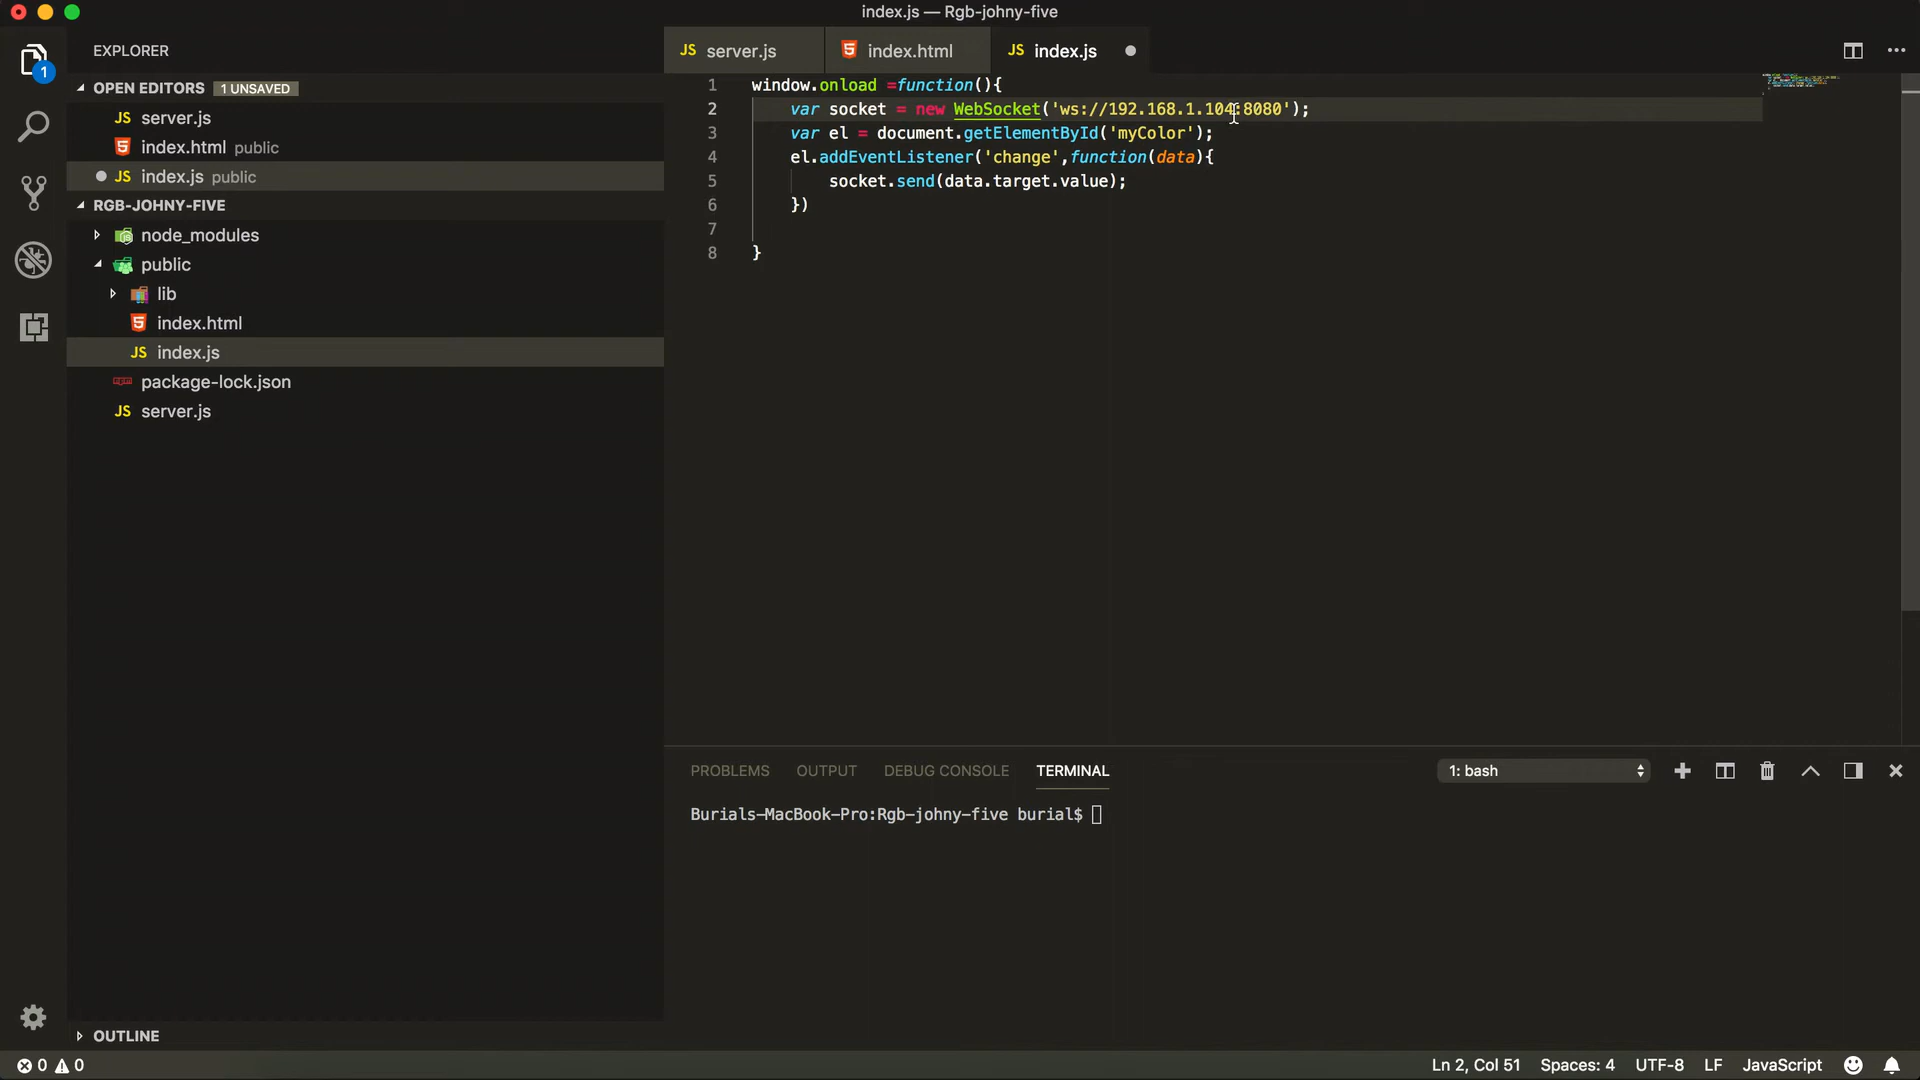 index.js — Rgb-johny-five
EXPLORER
OPEN EDITORS 1 UNSAVED
JS server.js
index.html public
JS index.js public
RGB-JOHNY-FIVE
node_modules
public
lib
index.html
JS index.js
package-lock.json
JS server.js
OUTLINE
1
JS server.js
index.html
JS index.js
1 window.onload =function(){
2 var socket = new WebSocket('ws://192.168.1.104:8080');
3 var el = document.getElementById('myColor');
4 el.addEventListener('change',function(data){
5 socket.send(data.target.value);
6 })
7
8 }
PROBLEMS OUTPUT DEBUG CONSOLE TERMINAL 1: bash
Burials-MacBook-Pro:Rgb-johny-five burial$
0 0 Ln 2, Col 51 Spaces: 4 UTF-8 LF JavaScript